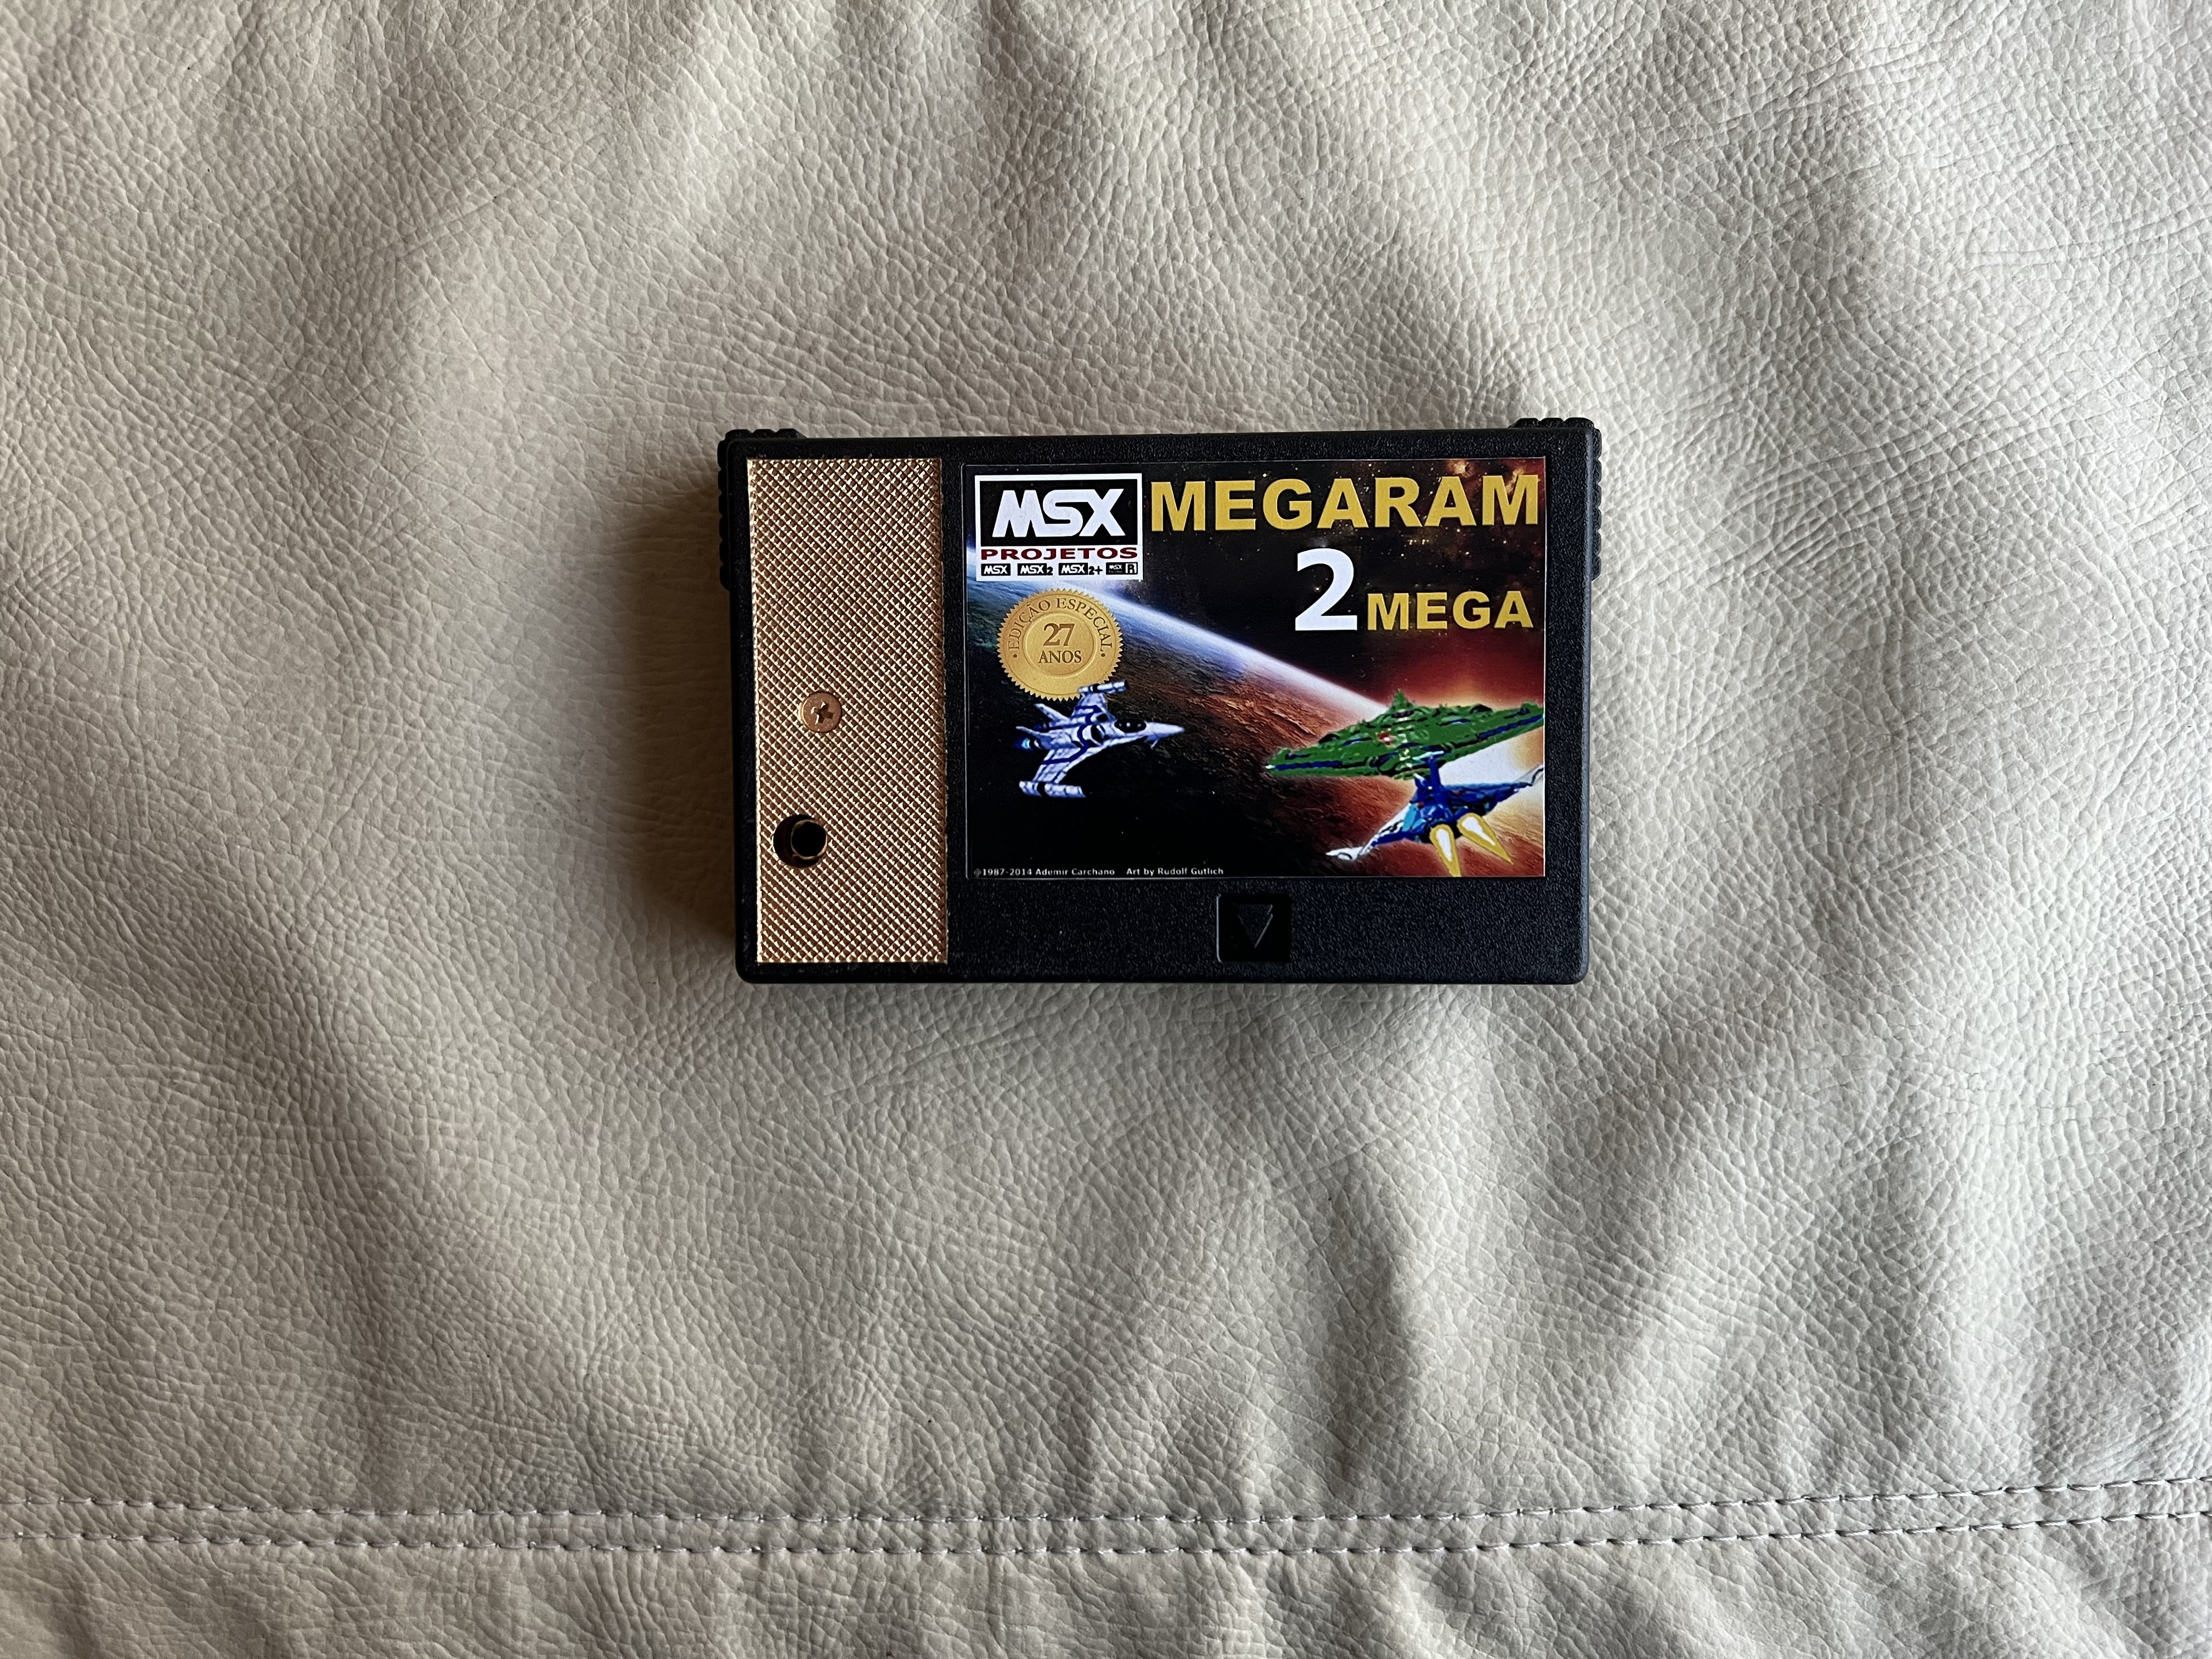 MSX
PROJETOS
MSX MSX2 MSX2+
MEGARAM
2 MEGA
EDIÇÃO ESPECIAL
27
ANOS
©1987-2014 Ademir Carchano Art by Rudolf Gutlich